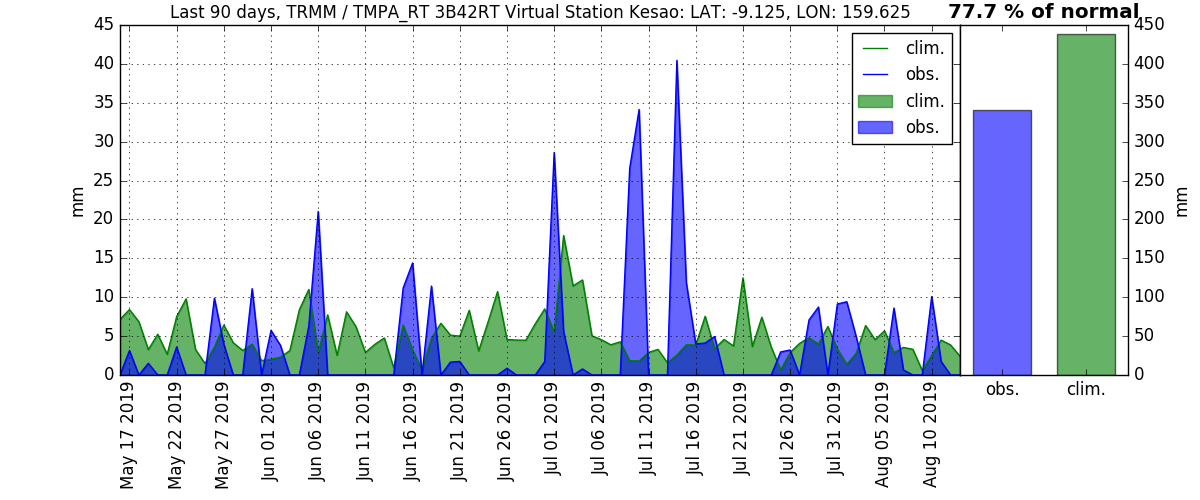 Last 90 days, TRMM / TMPA_RT 3B42RT Virtual Station Kesao: LAT: -9.125, LON: 159.625
77.7 % of normal
45
40
35
30
25
20
15
10
5
0
mm
clim.
obs.
clim.
obs.
450
400
350
300
250
200
150
100
50
0
mm
May 17 2019
May 22 2019
May 27 2019
Jun 01 2019
Jun 06 2019
Jun 11 2019
Jun 16 2019
Jun 21 2019
Jun 26 2019
Jul 01 2019
Jul 06 2019
Jul 11 2019
Jul 16 2019
Jul 21 2019
Jul 26 2019
Jul 31 2019
Aug 05 2019
Aug 10 2019
obs.
clim.